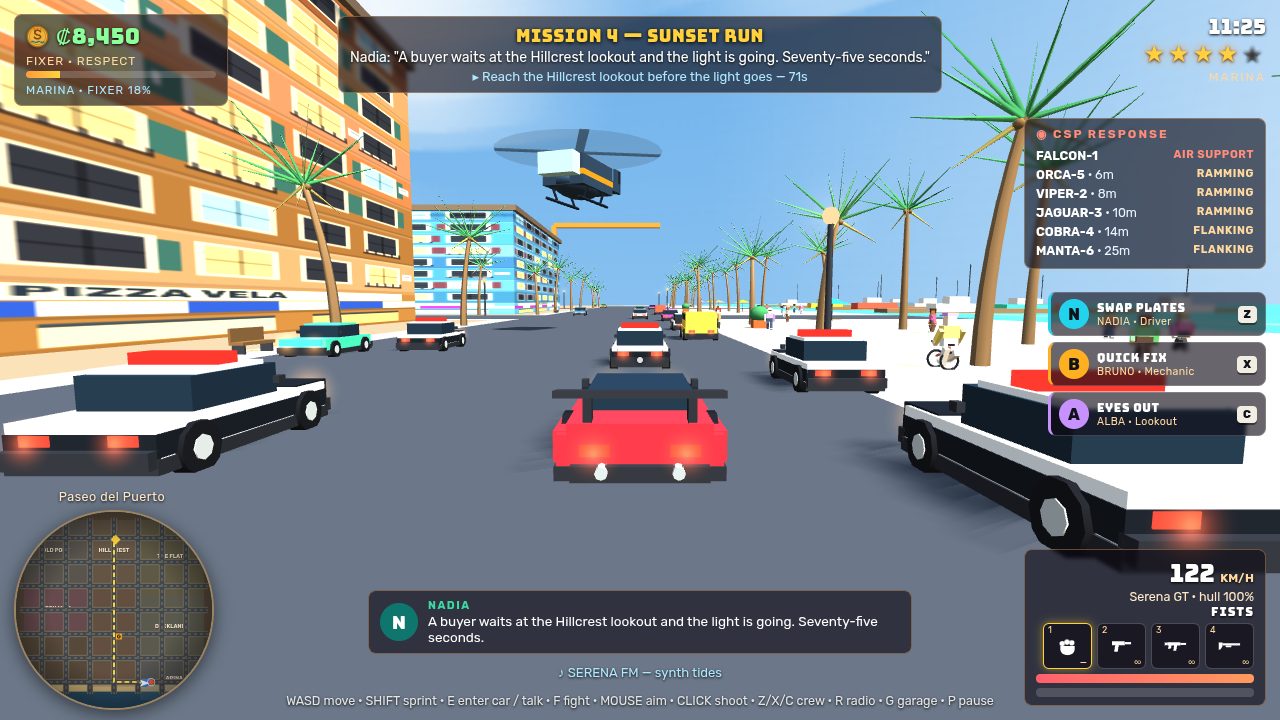 ₡8,450
FIXER • RESPECT
MARINA • FIXER 18%
MISSION 4 — SUNSET RUN
Nadia: "A buyer waits at the Hillcrest lookout and the light is going. Seventy-five seconds."
▸ Reach the Hillcrest lookout before the light goes — 71s
11:25
MARINA
◉ CSP RESPONSE
FALCON-1 AIR SUPPORT
ORCA-5 • 6m RAMMING
VIPER-2 • 8m RAMMING
JAGUAR-3 • 10m RAMMING
COBRA-4 • 14m FLANKING
MANTA-6 • 25m FLANKING
N SWAP PLATES Z
NADIA • Driver
B QUICK FIX X
BRUNO • Mechanic
A EYES OUT C
ALBA • Lookout
PIZZA VELA
Paseo del Puerto
N NADIA
A buyer waits at the Hillcrest lookout and the light is going. Seventy-five
seconds.
♪ SERENA FM — synth tides
WASD move • SHIFT sprint • E enter car / talk • F fight • MOUSE aim • CLICK shoot • Z/X/C crew • R radio • G garage • P pause
122 KM/H
Serena GT • hull 100%
FISTS
1 2 3 4
– ∞ ∞ ∞